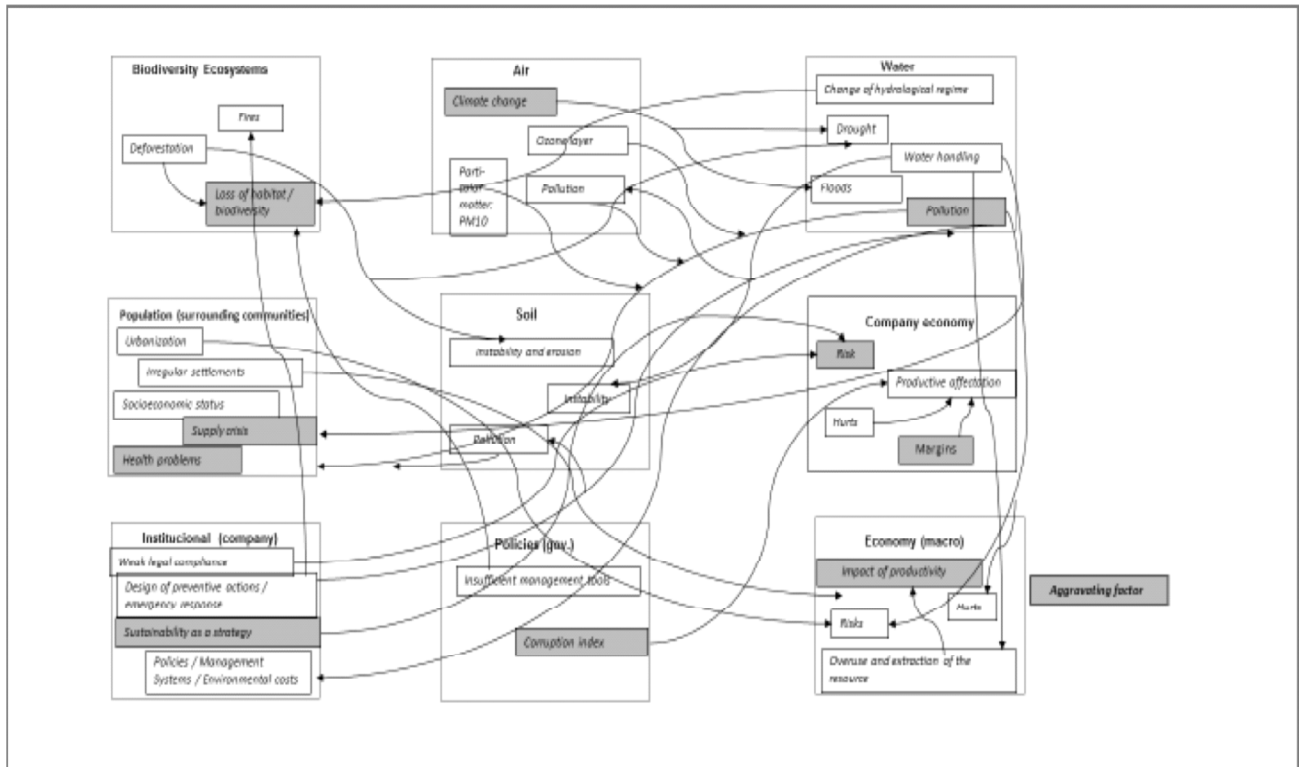 Biodiversity Ecosystems
Fires
Deforestation
Loss of habitat /
biodiversity
Air
Climate change
Ozone layer
Parti-
cular
matter:
PM10
Pollution
Water
Change of hydrological regime
Drought
Water handling
Floods
Pollution
Population (surrounding communities)
Urbanization
Irregular settlements
Socioeconomic status
Supply crisis
Health problems
Soil
Instability and erosion
Instability
Pollution
Company economy
Risk
Productive affectation
Hurts
Margins
Institucional (company)
Weak legal compliance
Design of preventive actions /
emergency response
Sustainability as a strategy
Policies / Management
Systems / Environmental costs
Policies (gov.)
Insufficient management tools
Corruption index
Economy (macro)
Impact of productivity
Hurts
Risks
Overuse and extraction of the
resource
Aggravating factor